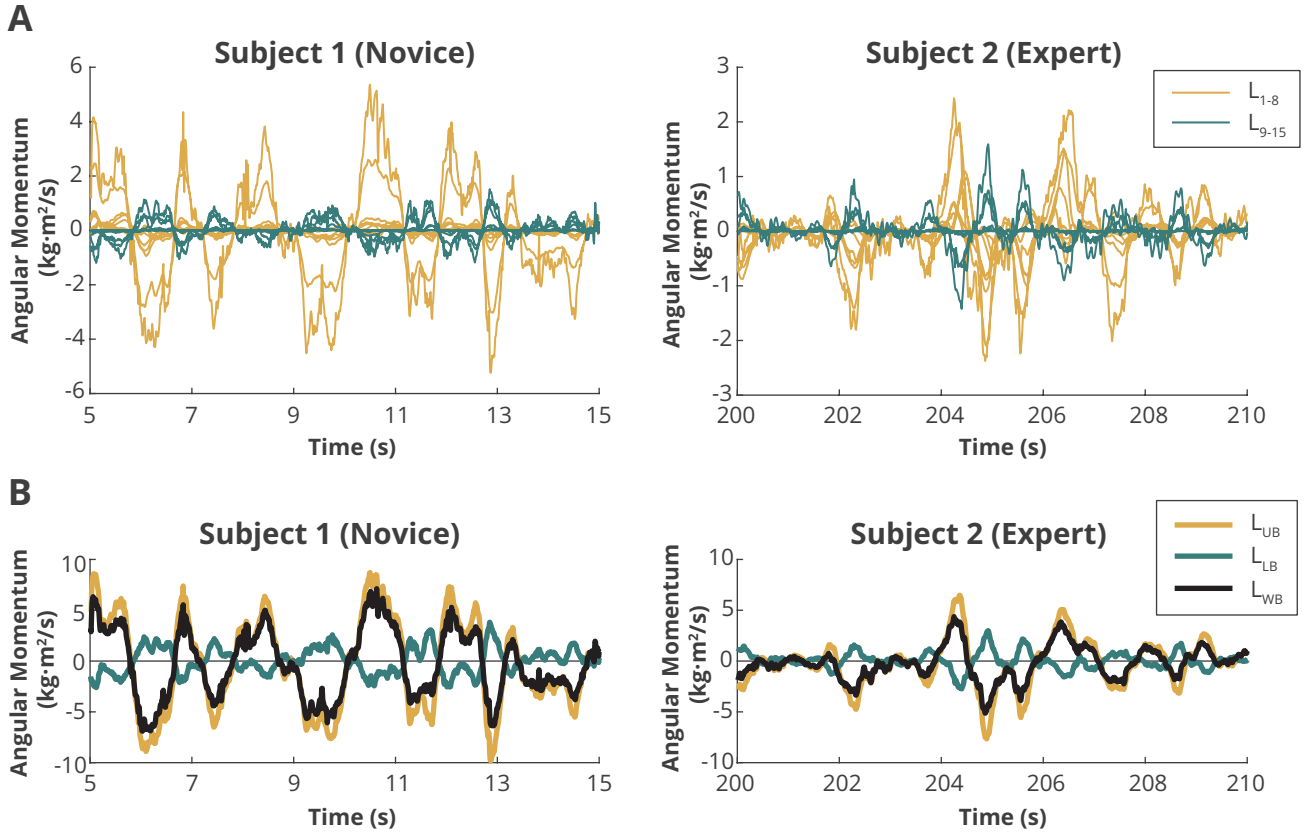 A
Subject 1 (Novice)
Angular Momentum
(kg·m²/s)
6
4
2
0
-2
-4
-6
5 7 9 11 13 15
Time (s)
Subject 2 (Expert)
Angular Momentum
(kg·m²/s)
3
2
1
0
-1
-2
-3
200 202 204 206 208 210
Time (s)
L1-8
L9-15
B
Subject 1 (Novice)
Angular Momentum
(kg·m²/s)
10
5
0
-5
-10
5 7 9 11 13 15
Time (s)
Subject 2 (Expert)
Angular Momentum
(kg·m²/s)
10
5
0
-5
-10
200 202 204 206 208 210
Time (s)
LUB
LLB
LWB